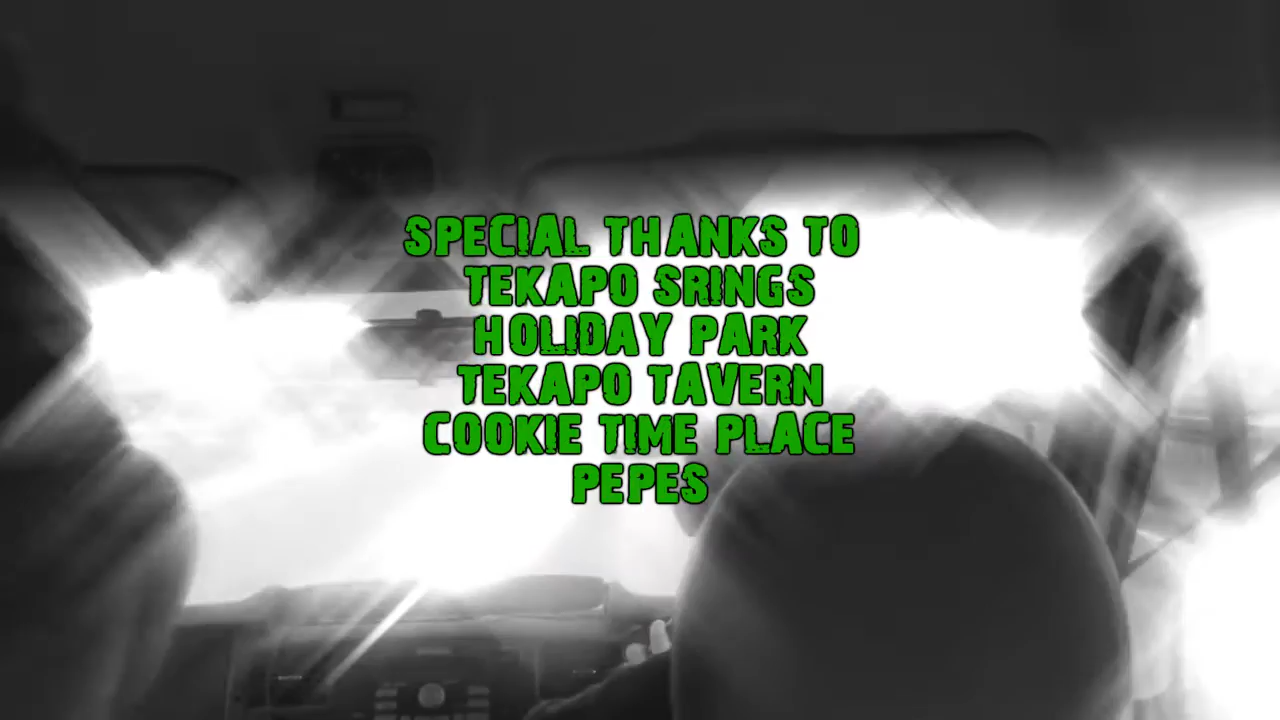 SPECIAL THANKS TO
TEKAPO SRINGS
HOLIDAY PARK
TEKAPO TAVERN
COOKIE TIME PLACE
PEPES